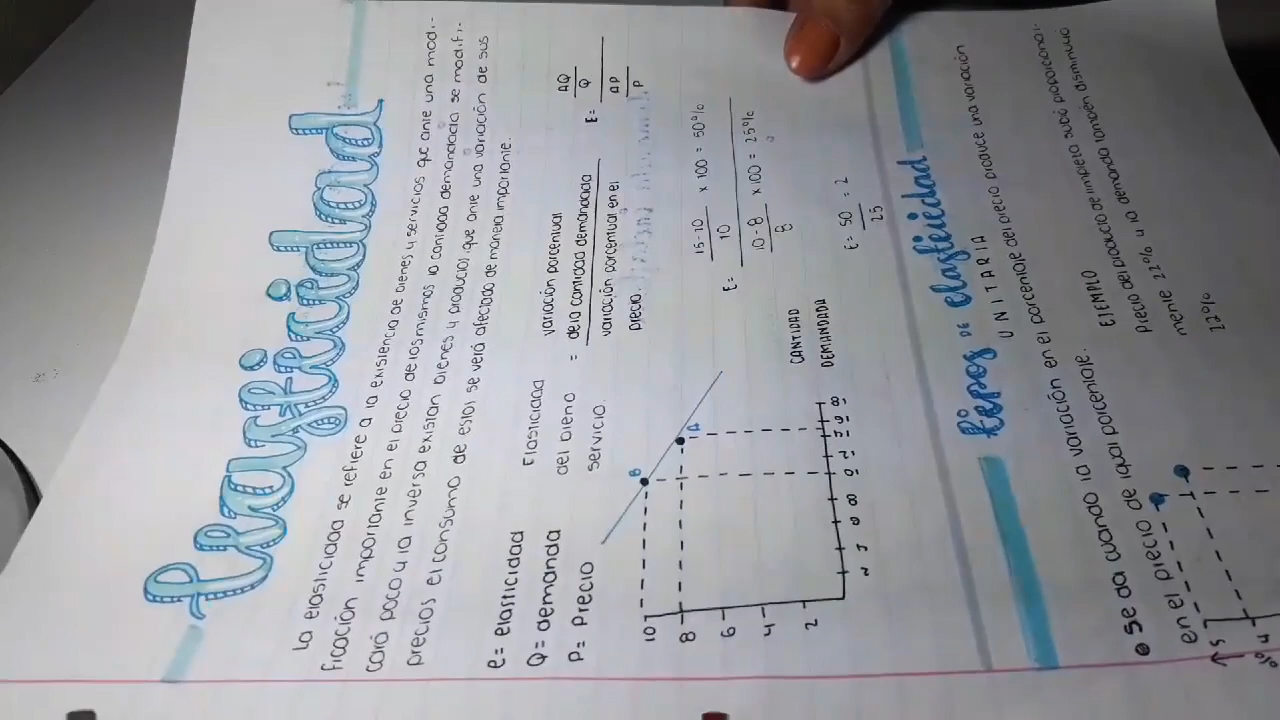 Elasticidad
La elasticidad se refiere a la existencia de bienes y servicios que ante una modi-
ficación importante en el precio de los mismos la cantidad demandada se modifi-
cará poco y la inversa existan bienes y productos que ante una variación de sus
precios el consumo de estos se verá afectado de manera importante.
e= elasticidad
Q= demanda
P= Precio
Elasticidad
del bien o
servicio.
=
variación porcentual
de la cantidad demandada
variación porcentual en el
precio.
E=
ΔQ
Q
ΔP
P
10
8
6
4
2
B
A
CANTIDAD
DEMANDADA
E=
15-10
10
x 100 = 50%
10-8
8
x100 = 25%
E= 50 = 2
25
tipos de elasticidad
UNITARIA
• Se da cuando la variación en el porcentaje del precio produce una variación
en el precio de igual porcentaje.
EJEMPLO
precio del producto de impreto subió proporcional-
mente 22% y la demanda también disminuyó
22%
5
4